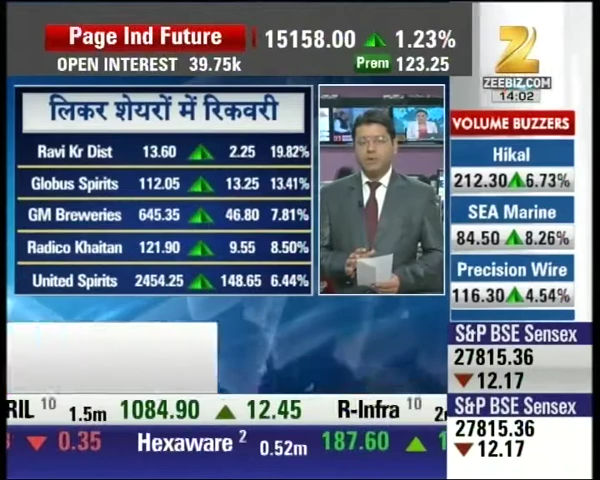 Page Ind Future 15158.00 1.23%
OPEN INTEREST 39.75k Prem 123.25
ZEEBIZ.COM
14:02
लिकर शेयरों में रिकवरी
Ravi Kr Dist 13.60 2.25 19.82%
Globus Spirits 112.05 13.25 13.41%
GM Breweries 645.35 46.80 7.81%
Radico Khaitan 121.90 9.55 8.50%
United Spirits 2454.25 148.65 6.44%
VOLUME BUZZERS
Hikal
212.30 6.73%
SEA Marine
84.50 8.26%
Precision Wire
116.30 4.54%
S&P BSE Sensex
27815.36
12.17
S&P BSE Sensex
27815.36
12.17
RIL 10 1.5m 1084.90 12.45 R-Infra 10
0.35 Hexaware 2 0.52m 187.60